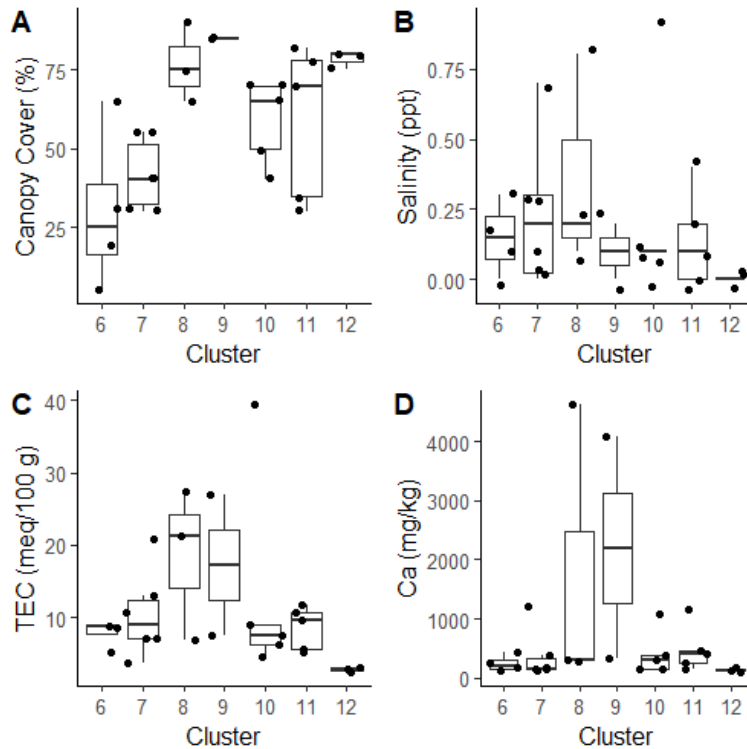 A
Canopy Cover (%)
75
50
25
6 7 8 9 10 11 12
Cluster
B
Salinity (ppt)
0.75
0.50
0.25
0.00
6 7 8 9 10 11 12
Cluster
C
TEC (meq/100 g)
40
30
20
10
6 7 8 9 10 11 12
Cluster
D
Ca (mg/kg)
4000
3000
2000
1000
0
6 7 8 9 10 11 12
Cluster